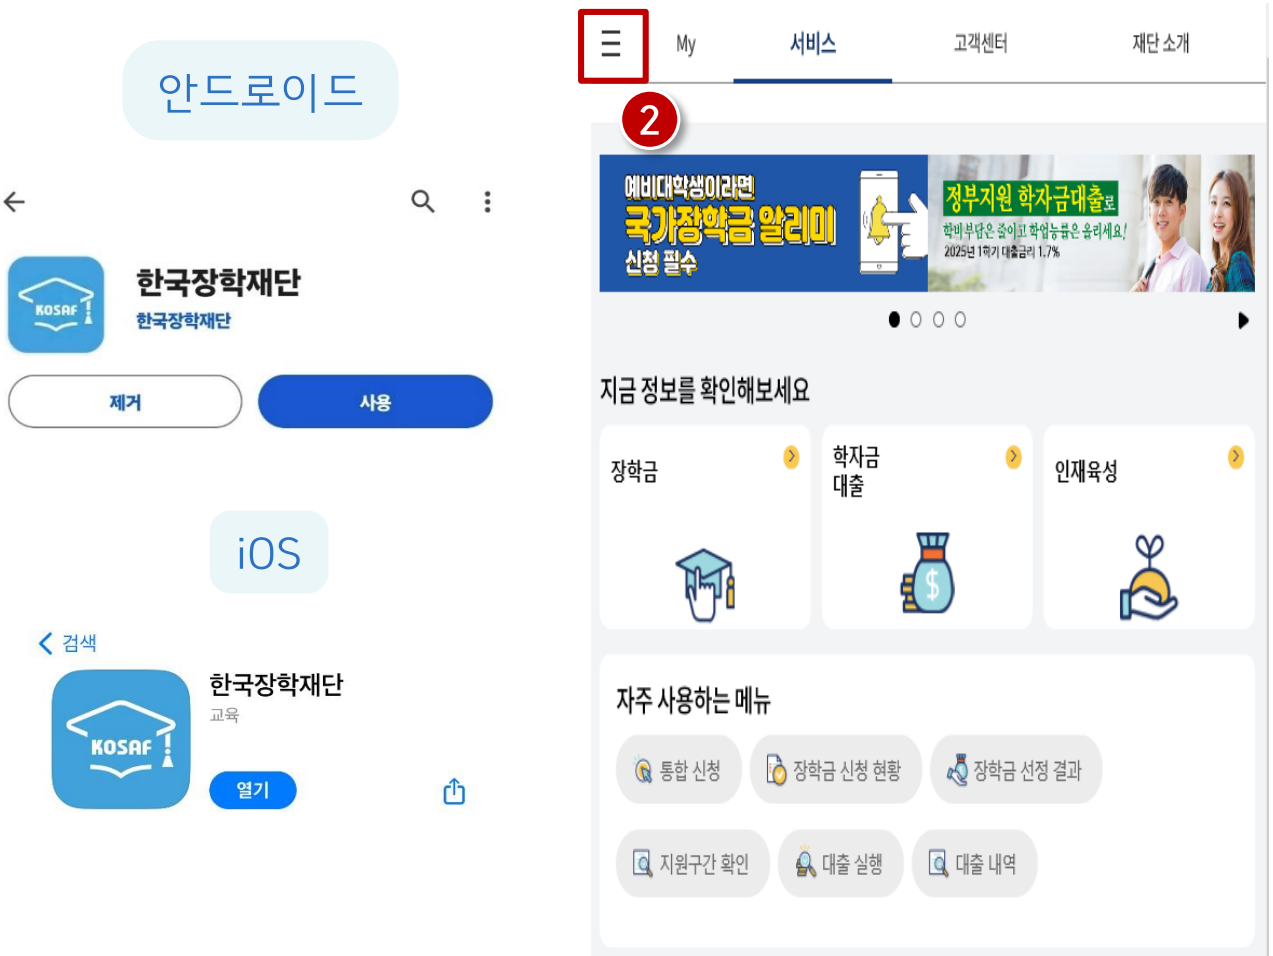 안드로이드
한국장학재단
한국장학재단
KOSAF
제거
사용
iOS
검색
한국장학재단
교육
KOSAF
열기
My
서비스
고객센터
재단 소개
2
예비대학생이라면
국가장학금 알리미
신청 필수
정부지원 학자금대출로
학비 부담은 줄이고 학업능률은 올리세요!
2025년 1학기 대출금리 1.7%
지금 정보를 확인해보세요
장학금
학자금
대출
인재육성
$
자주 사용하는 메뉴
통합 신청
장학금 신청 현황
장학금 선정 결과
지원구간 확인
대출 실행
대출 내역